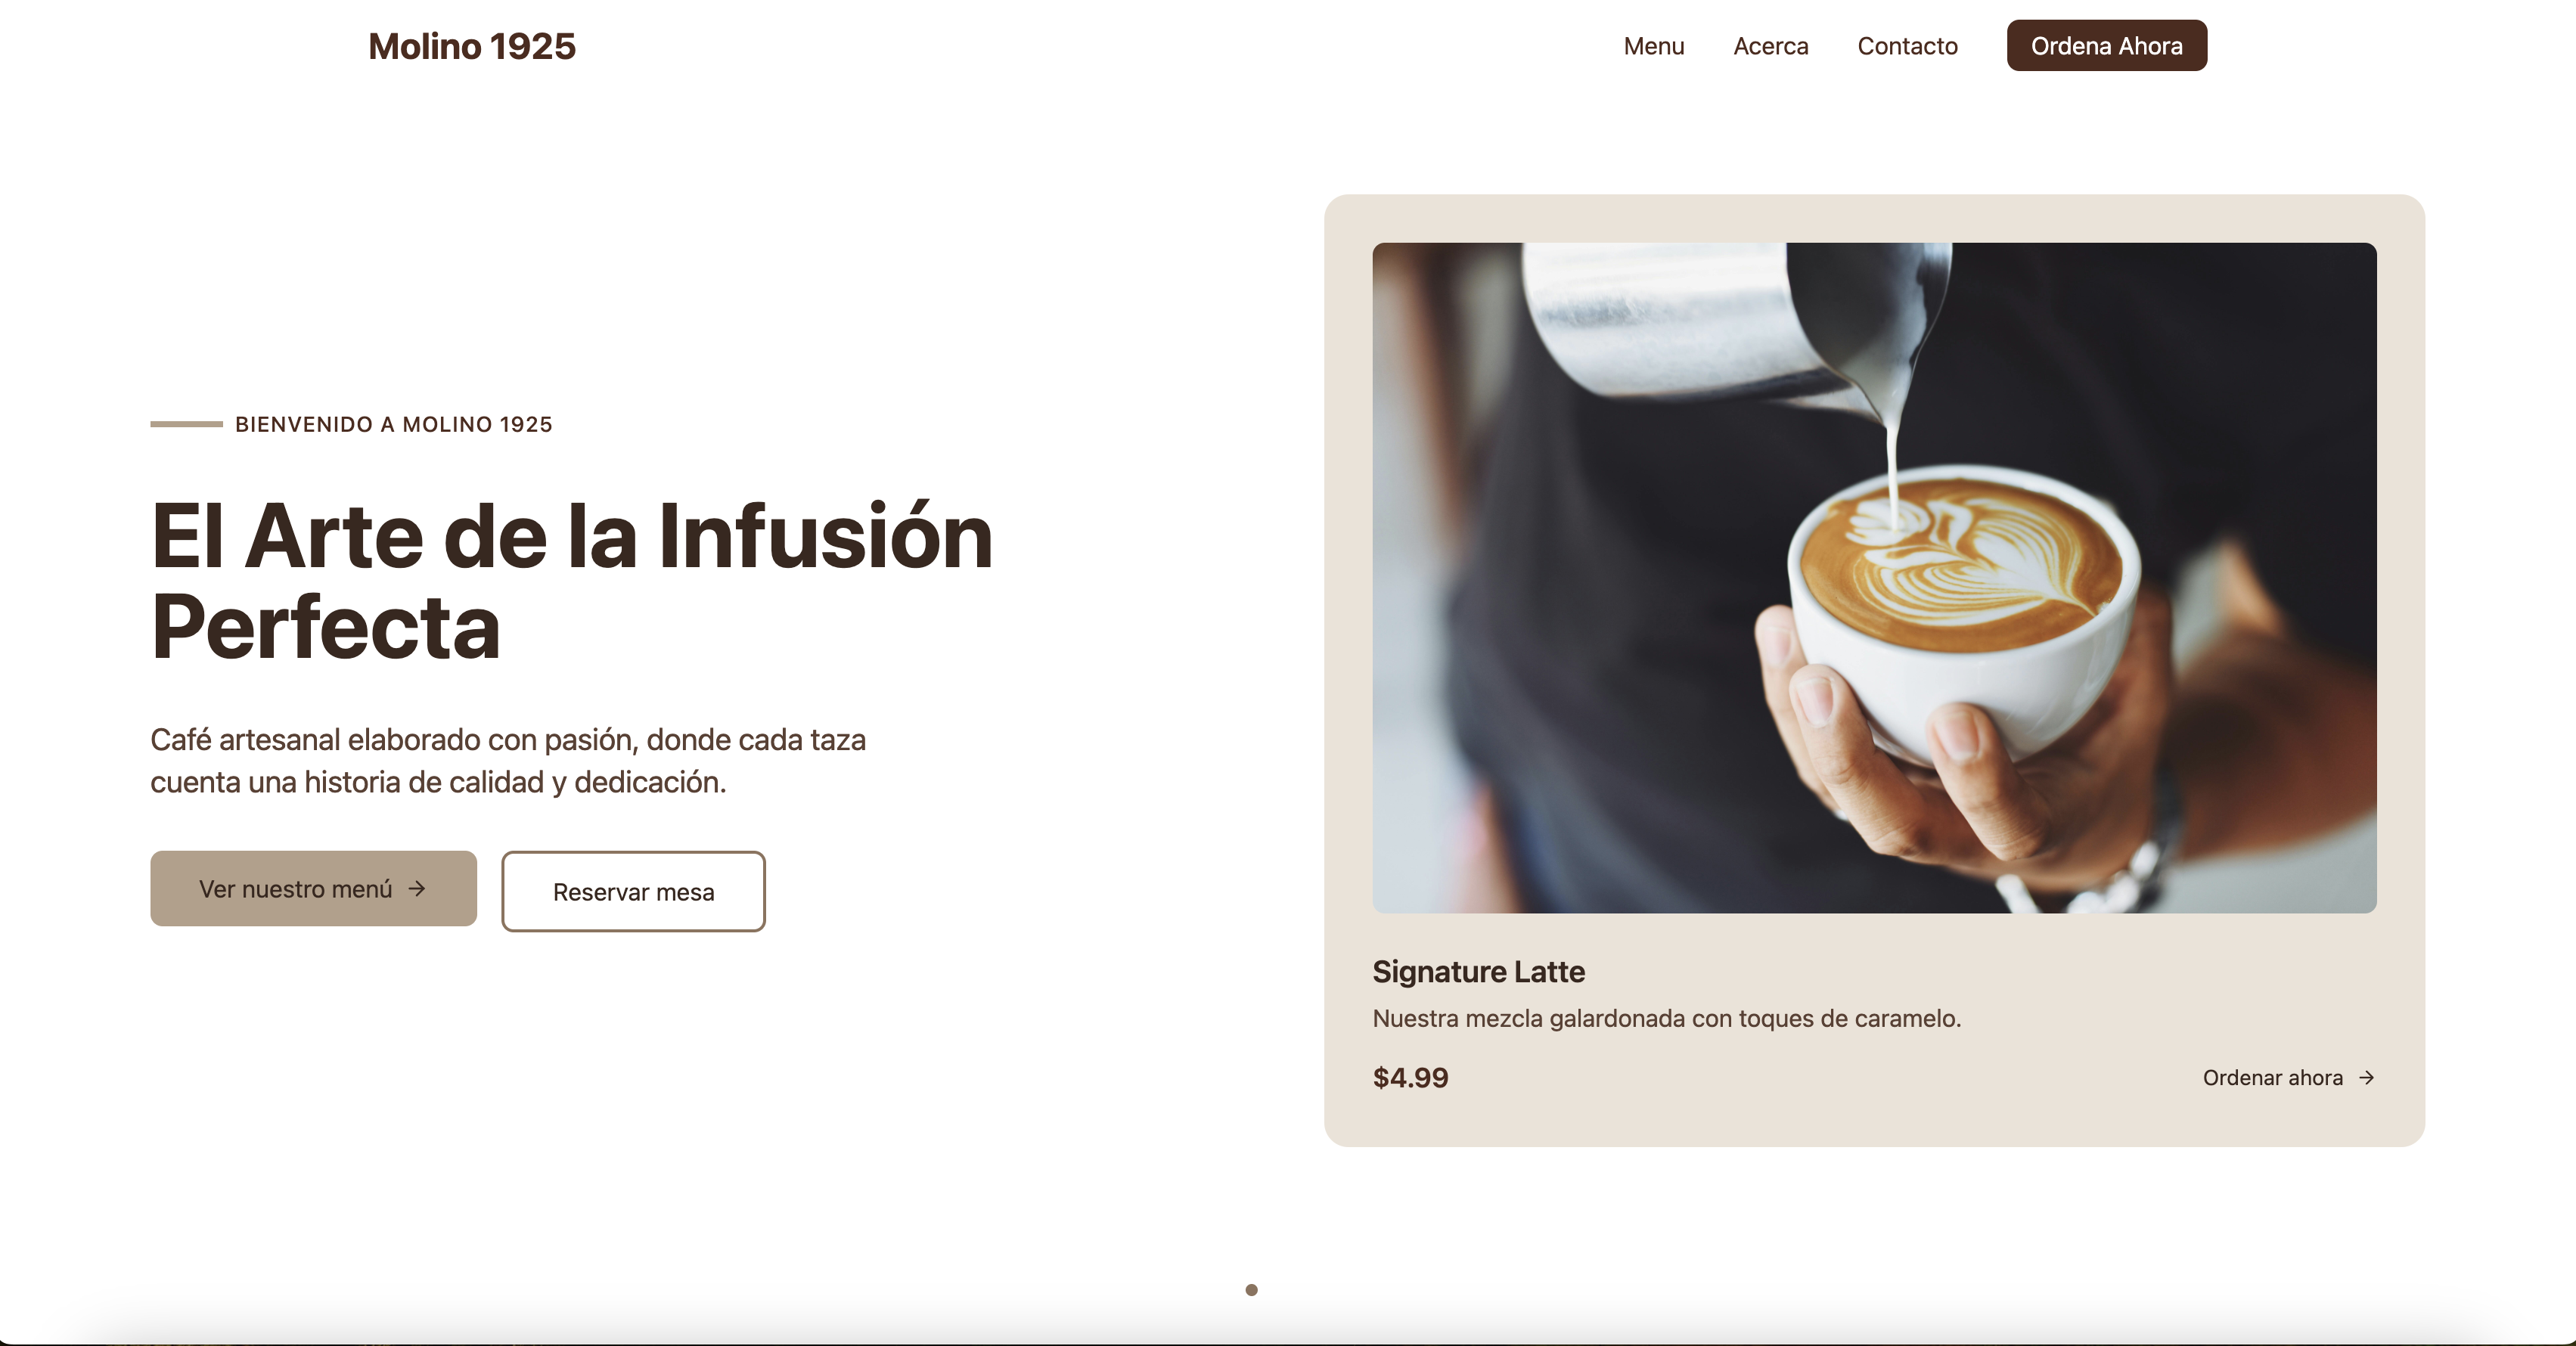 Molino 1925
Menu
Acerca
Contacto
Ordena Ahora
BIENVENIDO A MOLINO 1925
El Arte de la Infusión
Perfecta
Café artesanal elaborado con pasión, donde cada taza
cuenta una historia de calidad y dedicación.
Ver nuestro menú →
Reservar mesa
Signature Latte
Nuestra mezcla galardonada con toques de caramelo.
$4.99
Ordenar ahora →